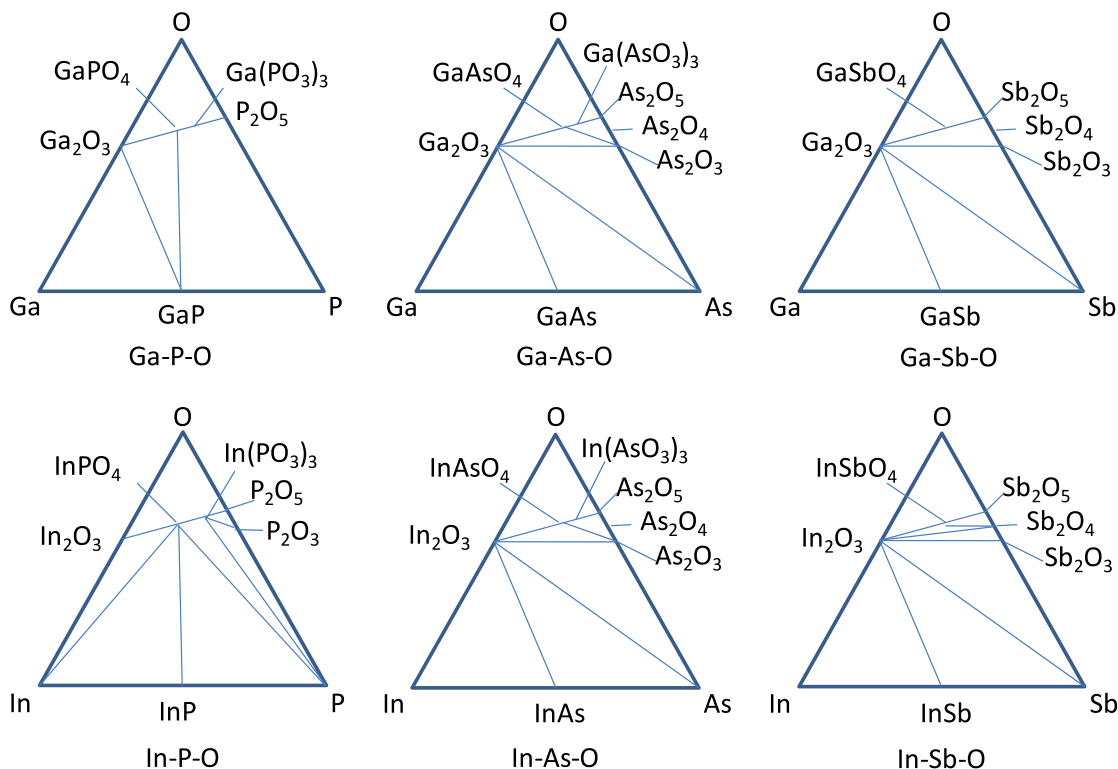 O
GaPO₄
Ga(PO₃)₃
P₂O₅
Ga₂O₃
Ga
GaP
P
Ga-P-O
O
GaAsO₄
Ga(AsO₃)₃
As₂O₅
As₂O₄
Ga₂O₃
As₂O₃
Ga
GaAs
As
Ga-As-O
O
GaSbO₄
Sb₂O₅
Sb₂O₄
Ga₂O₃
Sb₂O₃
Ga
GaSb
Sb
Ga-Sb-O
O
InPO₄
In(PO₃)₃
P₂O₅
In₂O₃
P₂O₃
In
InP
P
In-P-O
O
InAsO₄
In(AsO₃)₃
As₂O₅
As₂O₄
In₂O₃
As₂O₃
In
InAs
As
In-As-O
O
InSbO₄
Sb₂O₅
Sb₂O₄
In₂O₃
Sb₂O₃
In
InSb
Sb
In-Sb-O